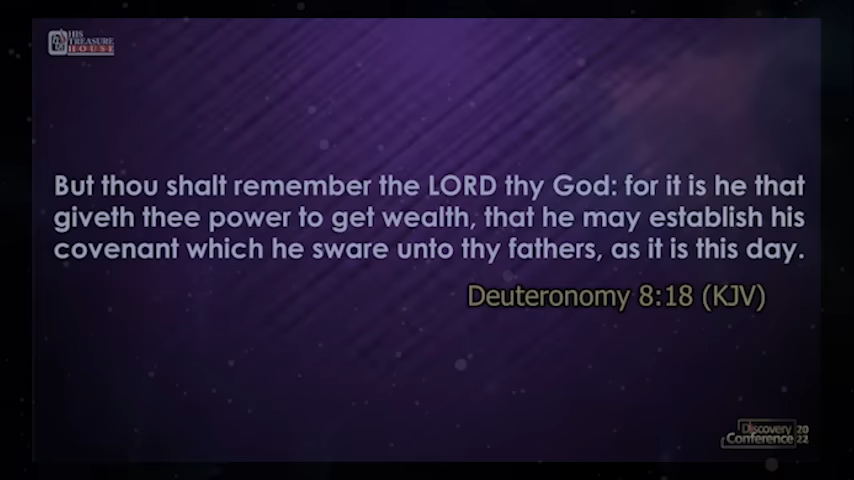 HIS
TREASURE
HOUSE
But thou shalt remember the LORD thy God: for it is he that
giveth thee power to get wealth, that he may establish his
covenant which he sware unto thy fathers, as it is this day.
Deuteronomy 8:18 (KJV)
Discovery 20
Conference 22